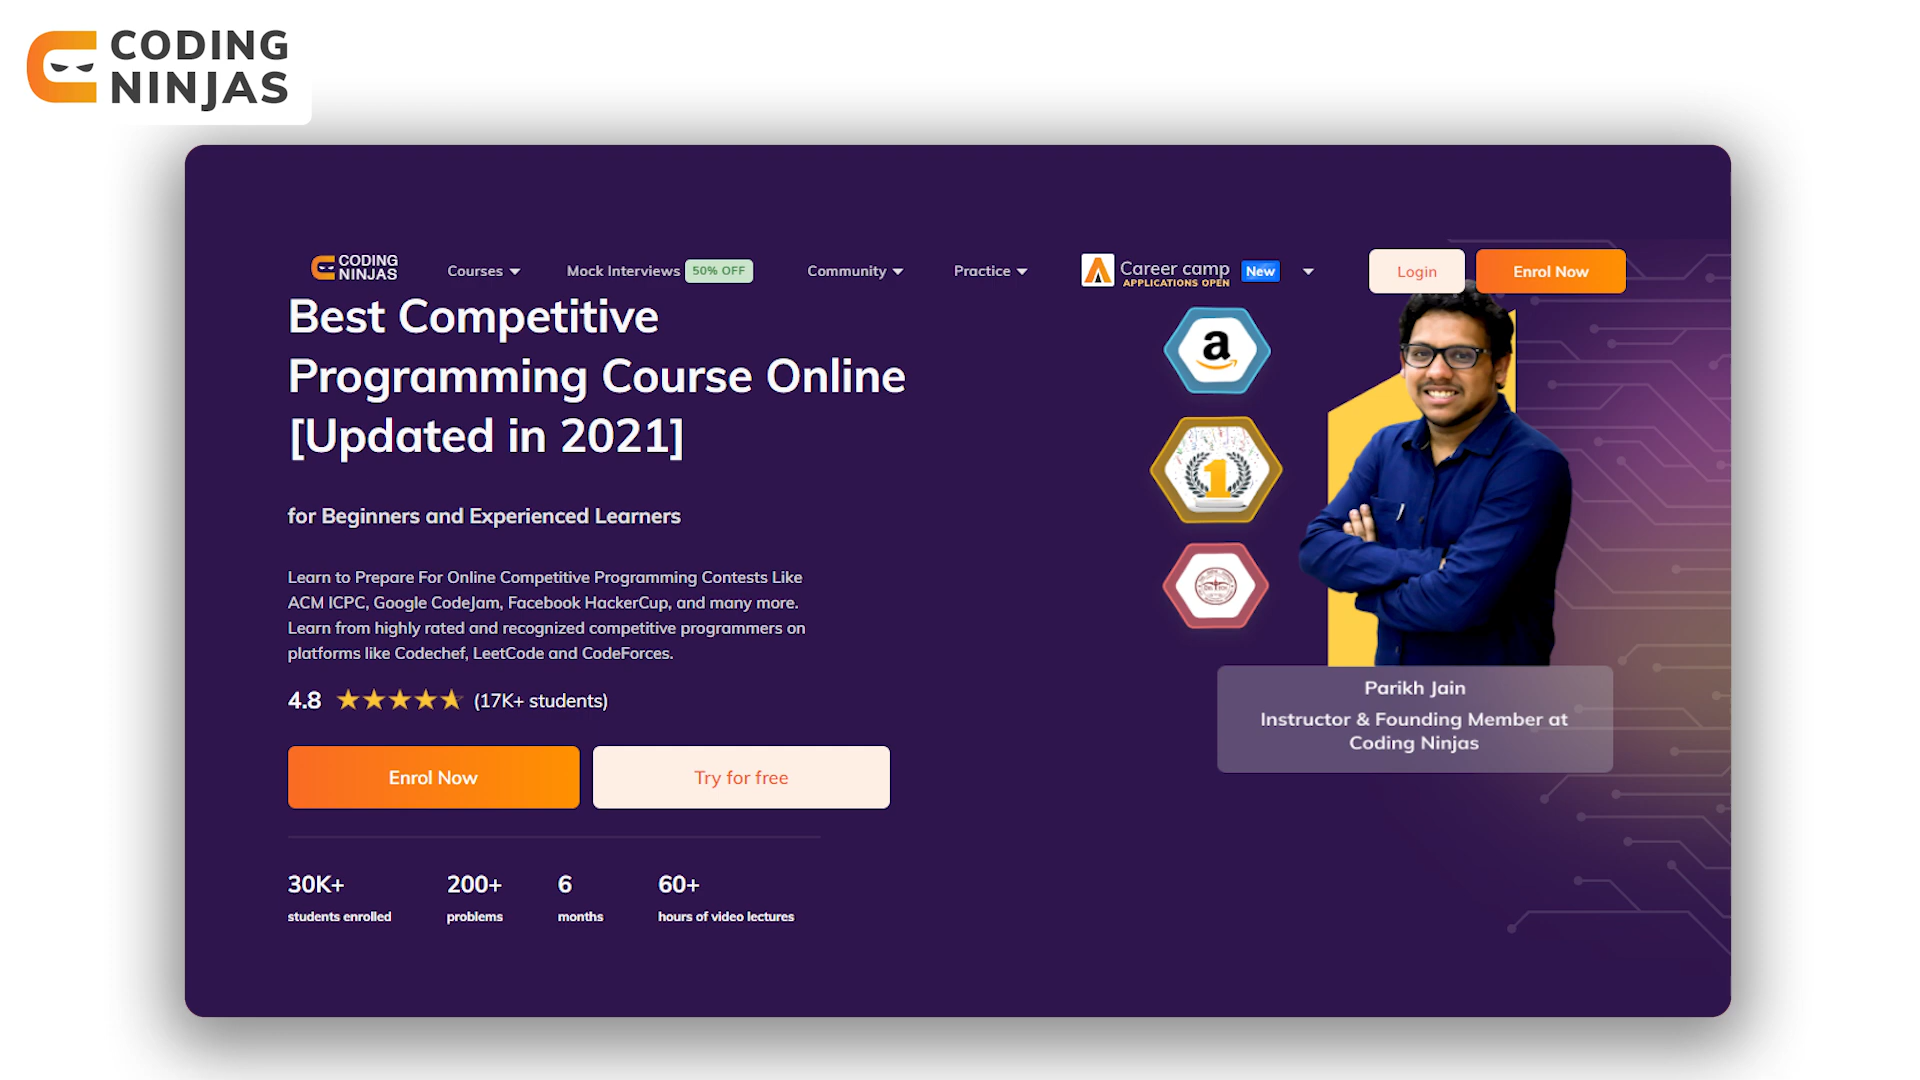 CODING
NINJAS
CODING
NINJAS
Courses
Mock Interviews 50% OFF
Community
Practice
Career camp New
APPLICATIONS OPEN
Login
Enrol Now
Best Competitive
Programming Course Online
[Updated in 2021]
for Beginners and Experienced Learners
Learn to Prepare For Online Competitive Programming Contests Like
ACM ICPC, Google CodeJam, Facebook HackerCup, and many more.
Learn from highly rated and recognized competitive programmers on
platforms like Codechef, LeetCode and CodeForces.
4.8 (17K+ students)
Enrol Now
Try for free
30K+
students enrolled
200+
problems
6
months
60+
hours of video lectures
a
1
Parikh Jain
Instructor & Founding Member at
Coding Ninjas